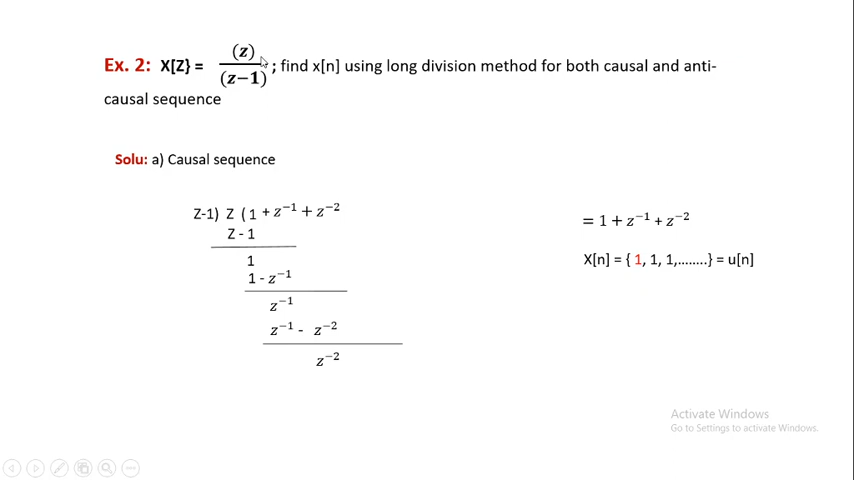 Ex. 2: X[Z} = (z)/(z−1) ; find x[n] using long division method for both causal and anti-
causal sequence
Solu: a) Causal sequence
Z-1) Z ( 1 + z⁻¹ + z⁻²
Z - 1
1
1 - z⁻¹
z⁻¹
z⁻¹ - z⁻²
z⁻²
= 1 + z⁻¹ + z⁻²
X[n] = { 1, 1, 1,........} = u[n]
Activate Windows
Go to Settings to activate Windows.